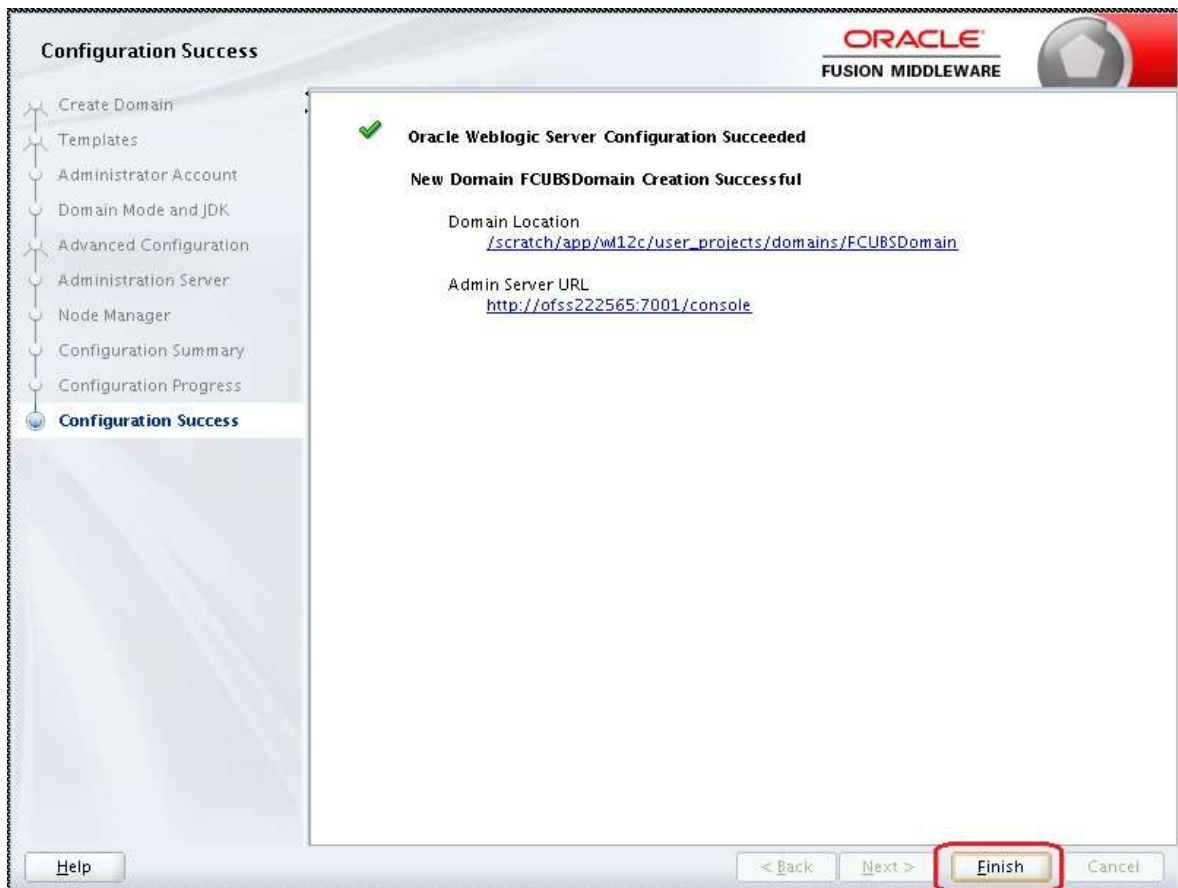 Configuration Success
ORACLE
FUSION MIDDLEWARE
Create Domain
Templates
Administrator Account
Domain Mode and JDK
Advanced Configuration
Administration Server
Node Manager
Configuration Summary
Configuration Progress
Configuration Success
Oracle Weblogic Server Configuration Succeeded
New Domain FCUBSDomain Creation Successful
Domain Location
/scratch/app/wl12c/user_projects/domains/FCUBSDomain
Admin Server URL
http://ofss222565:7001/console
Help
< Back
Next >
Finish
Cancel